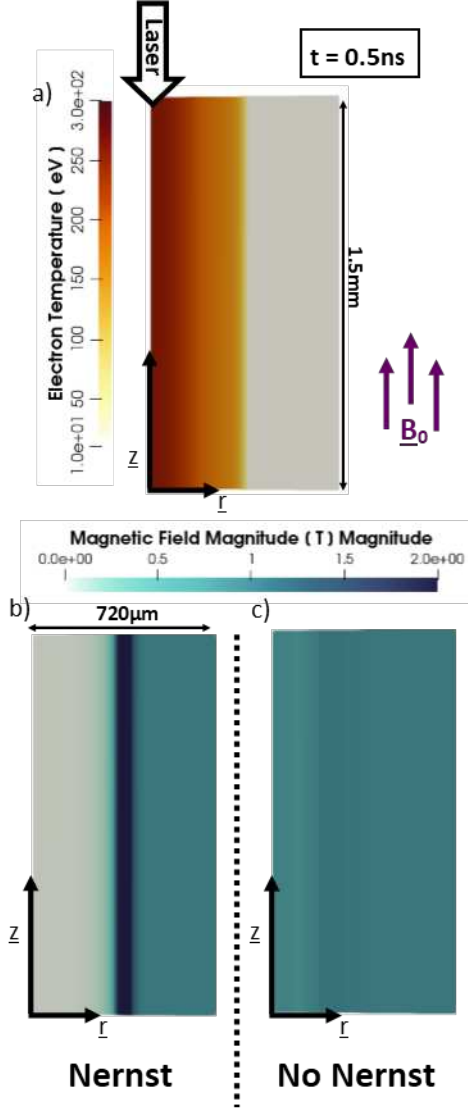 Laser
t = 0.5ns
a)
Electron Temperature ( eV )
3.0e+02
250
200
150
100
50
1.0e+01
1.5mm
B₀
z
r
Magnetic Field Magnitude ( T ) Magnitude
0.0e+00 0.5 1 1.5 2.0e+00
b) 720μm c)
z z
r r
Nernst No Nernst